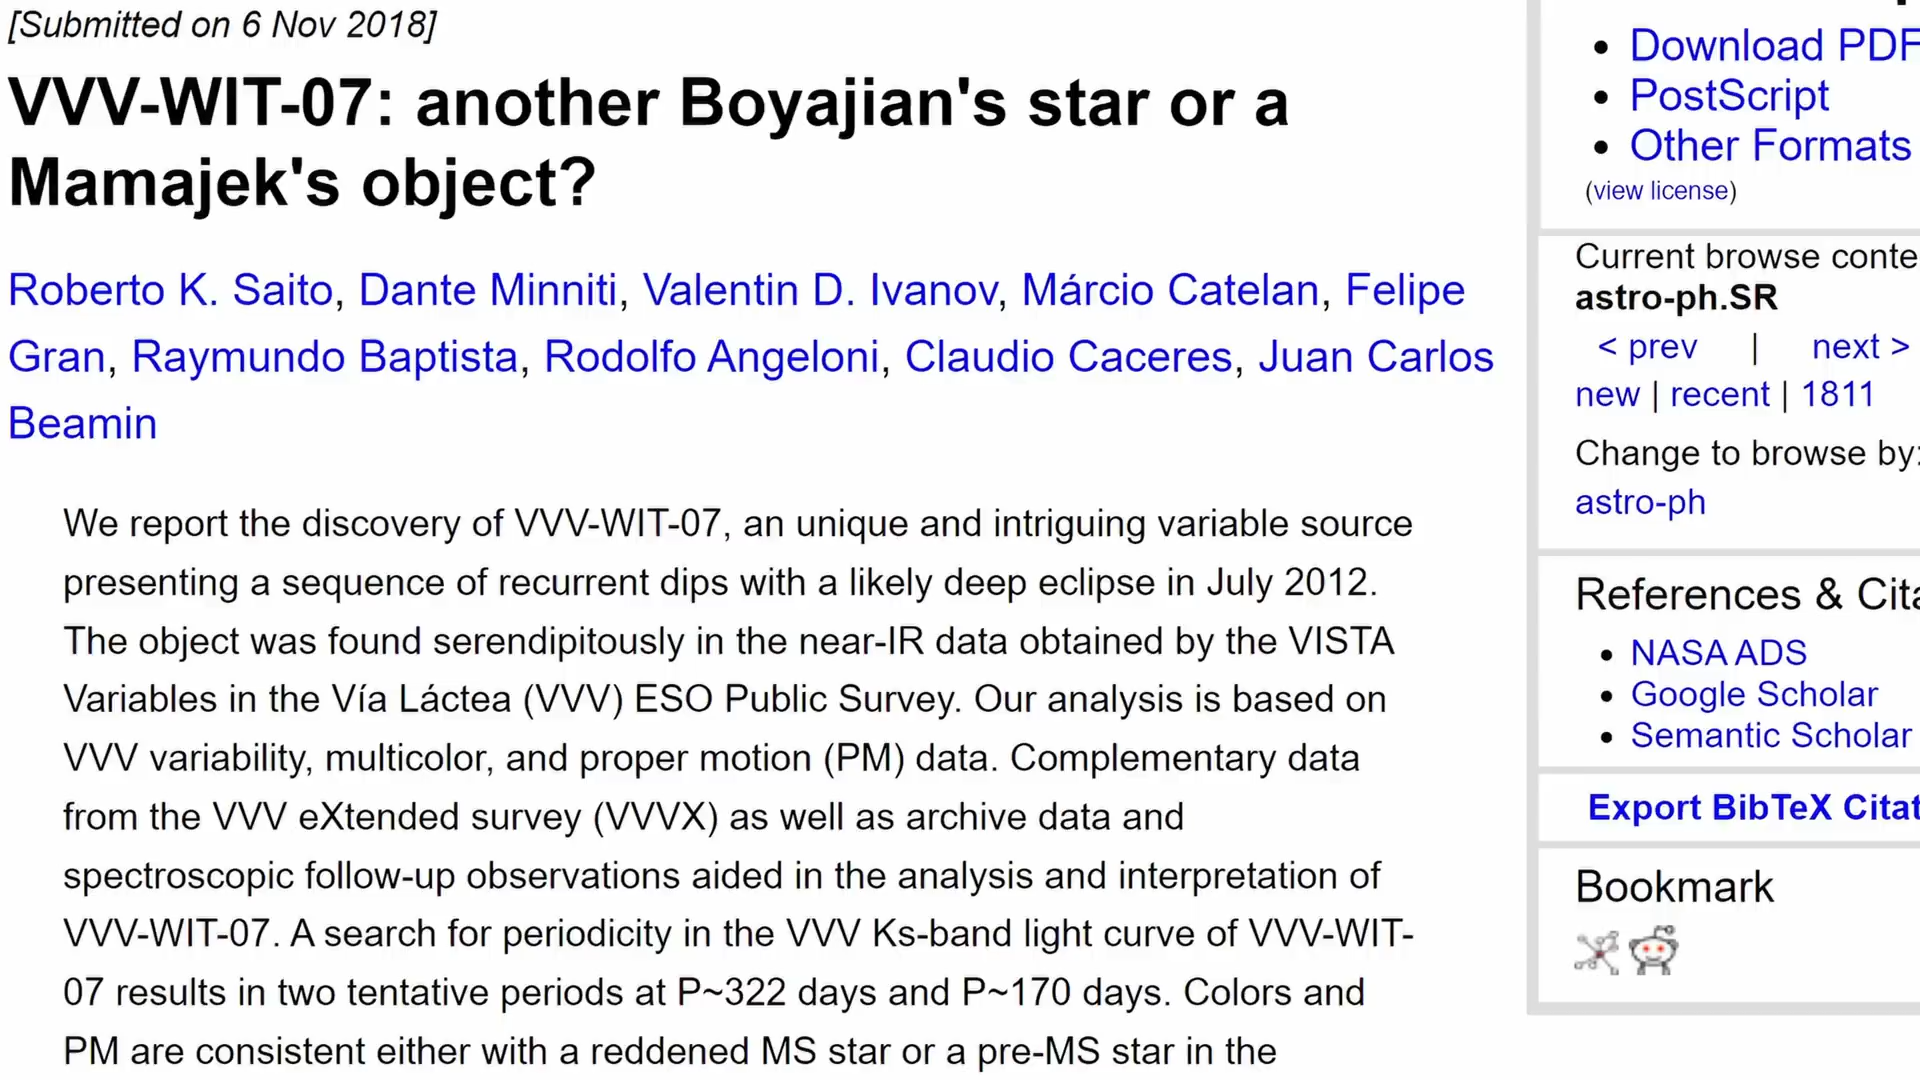 [Submitted on 6 Nov 2018]
VVV-WIT-07: another Boyajian's star or a
Mamajek's object?
Roberto K. Saito, Dante Minniti, Valentin D. Ivanov, Márcio Catelan, Felipe
Gran, Raymundo Baptista, Rodolfo Angeloni, Claudio Caceres, Juan Carlos
Beamin
We report the discovery of VVV-WIT-07, an unique and intriguing variable source
presenting a sequence of recurrent dips with a likely deep eclipse in July 2012.
The object was found serendipitously in the near-IR data obtained by the VISTA
Variables in the Vía Láctea (VVV) ESO Public Survey. Our analysis is based on
VVV variability, multicolor, and proper motion (PM) data. Complementary data
from the VVV eXtended survey (VVVX) as well as archive data and
spectroscopic follow-up observations aided in the analysis and interpretation of
VVV-WIT-07. A search for periodicity in the VVV Ks-band light curve of VVV-WIT-
07 results in two tentative periods at P~322 days and P~170 days. Colors and
PM are consistent either with a reddened MS star or a pre-MS star in the
Download PDF
PostScript
Other Formats
(view license)
Current browse conte
astro-ph.SR
< prev | next >
new | recent | 1811
Change to browse by:
astro-ph
References & Cita
NASA ADS
Google Scholar
Semantic Scholar
Export BibTeX Citat
Bookmark